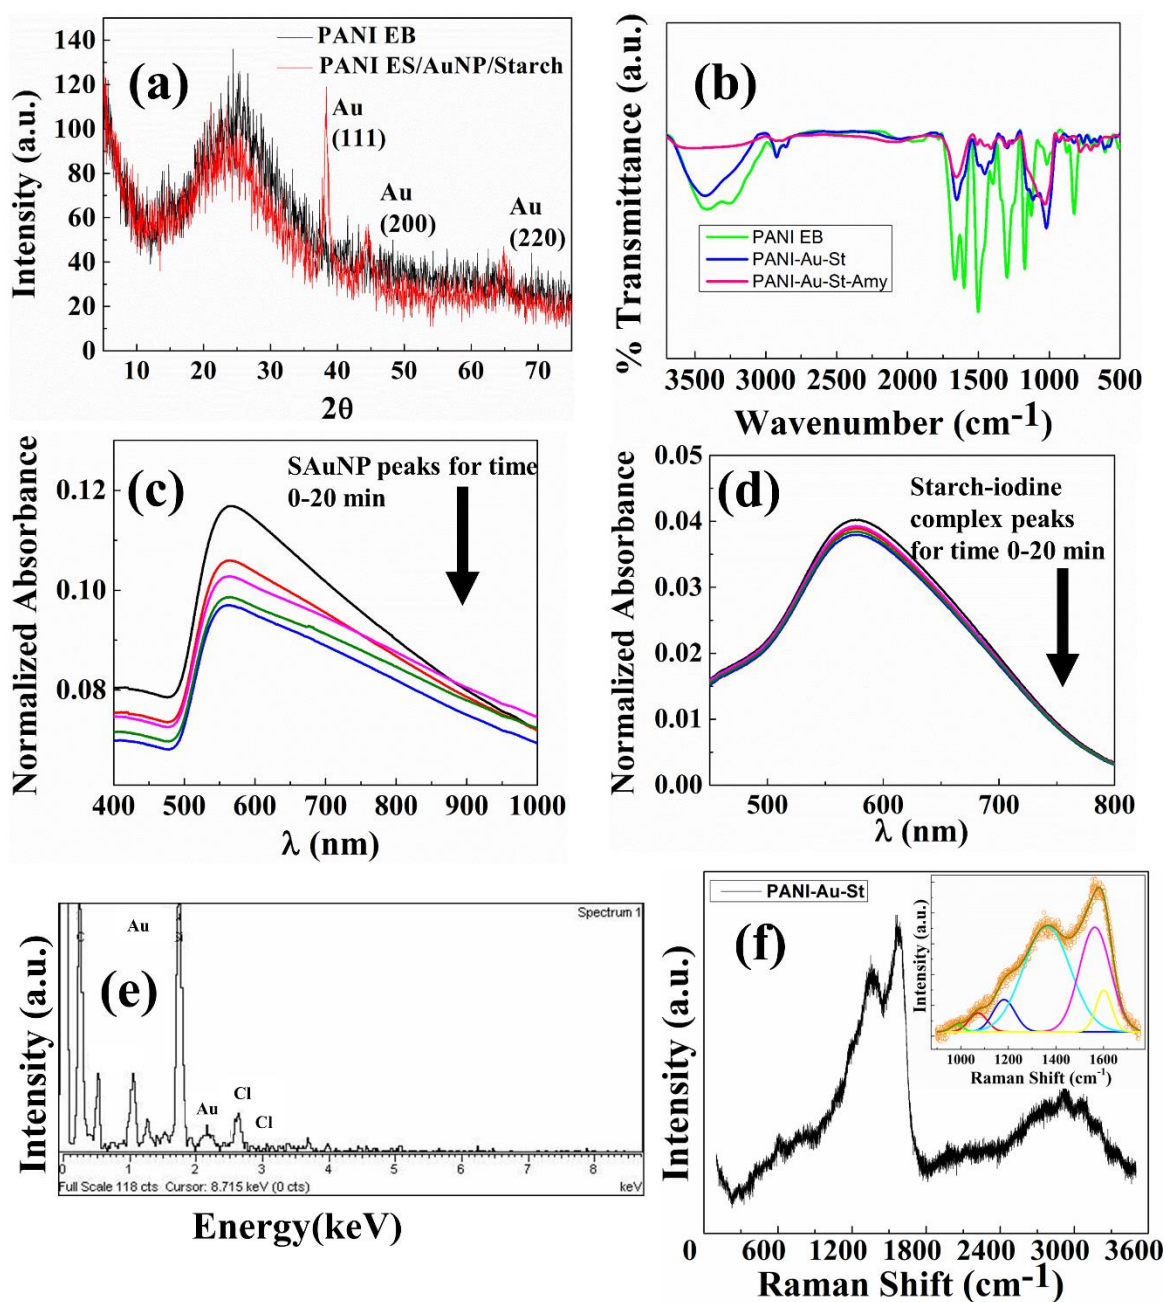 140
120
100
80
60
40
20
0
Intensity (a.u.)
(a)
PANI EB
PANI ES/AuNP/Starch
Au
(111)
Au
(200)
Au
(220)
10 20 30 40 50 60 70
2θ
% Transmittance (a.u.)
(b)
PANI EB
PANI-Au-St
PANI-Au-St-Amy
3500 3000 2500 2000 1500 1000 500
Wavenumber (cm-1)
Normalized Absorbance
0.12
0.10
0.08
(c)
SAuNP peaks for time
0-20 min
400 500 600 700 800 900 1000
λ (nm)
Normalized Absorbance
0.05
0.04
0.03
0.02
0.01
0.00
(d)
Starch-iodine
complex peaks
for time 0-20 min
500 600 700 800
λ (nm)
Intensity (a.u.)
Spectrum 1
Au
(e)
Au
Cl
Cl
0 1 2 3 4 5 6 7 8
Full Scale 118 cts Cursor: 8.715 keV (0 cts) keV
Energy(keV)
Intensity (a.u.)
PANI-Au-St
(f)
Intensity (a.u.)
1000 1200 1400 1600
Raman Shift (cm-1)
0 600 1200 1800 2400 3000 3600
Raman Shift (cm-1)